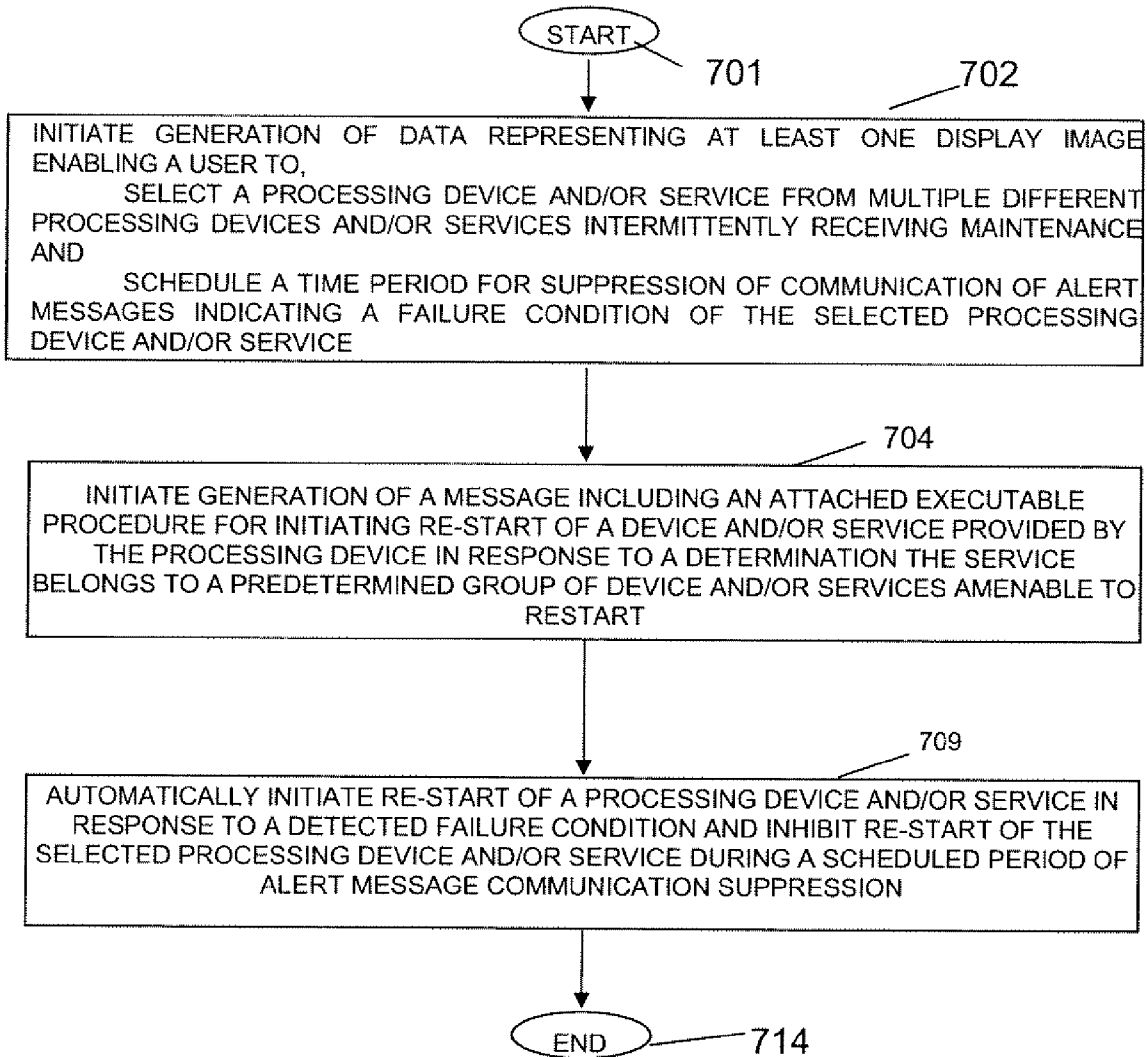 START
701
702
INITIATE GENERATION OF DATA REPRESENTING AT LEAST ONE DISPLAY IMAGE
ENABLING A USER TO,
SELECT A PROCESSING DEVICE AND/OR SERVICE FROM MULTIPLE DIFFERENT
PROCESSING DEVICES AND/OR SERVICES INTERMITTENTLY RECEIVING MAINTENANCE
AND
SCHEDULE A TIME PERIOD FOR SUPPRESSION OF COMMUNICATION OF ALERT
MESSAGES INDICATING A FAILURE CONDITION OF THE SELECTED PROCESSING
DEVICE AND/OR SERVICE
704
INITIATE GENERATION OF A MESSAGE INCLUDING AN ATTACHED EXECUTABLE
PROCEDURE FOR INITIATING RE-START OF A DEVICE AND/OR SERVICE PROVIDED BY
THE PROCESSING DEVICE IN RESPONSE TO A DETERMINATION THE SERVICE
BELONGS TO A PREDETERMINED GROUP OF DEVICE AND/OR SERVICES AMENABLE TO
RESTART
709
AUTOMATICALLY INITIATE RE-START OF A PROCESSING DEVICE AND/OR SERVICE IN
RESPONSE TO A DETECTED FAILURE CONDITION AND INHIBIT RE-START OF THE
SELECTED PROCESSING DEVICE AND/OR SERVICE DURING A SCHEDULED PERIOD OF
ALERT MESSAGE COMMUNICATION SUPPRESSION
END
714